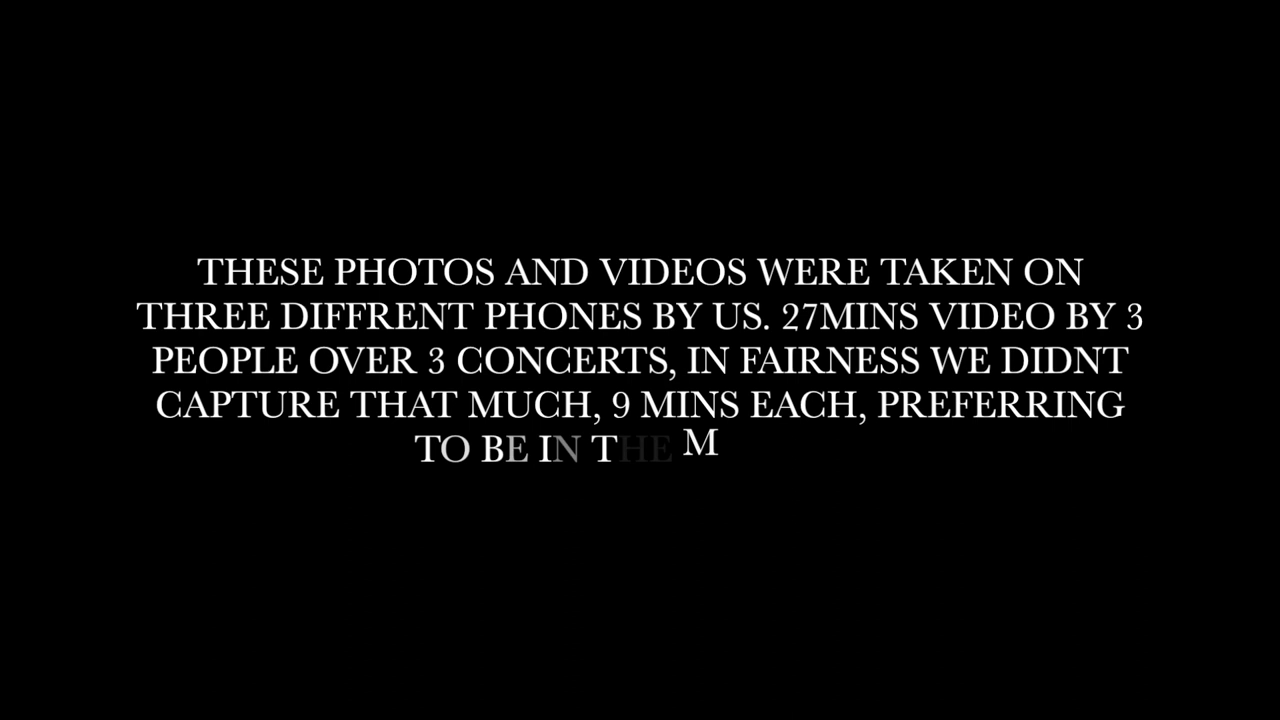 THESE PHOTOS AND VIDEOS WERE TAKEN ON
THREE DIFFRENT PHONES BY US. 27MINS VIDEO BY 3
PEOPLE OVER 3 CONCERTS, IN FAIRNESS WE DIDNT
CAPTURE THAT MUCH, 9 MINS EACH, PREFERRING
TO BE IN THE M